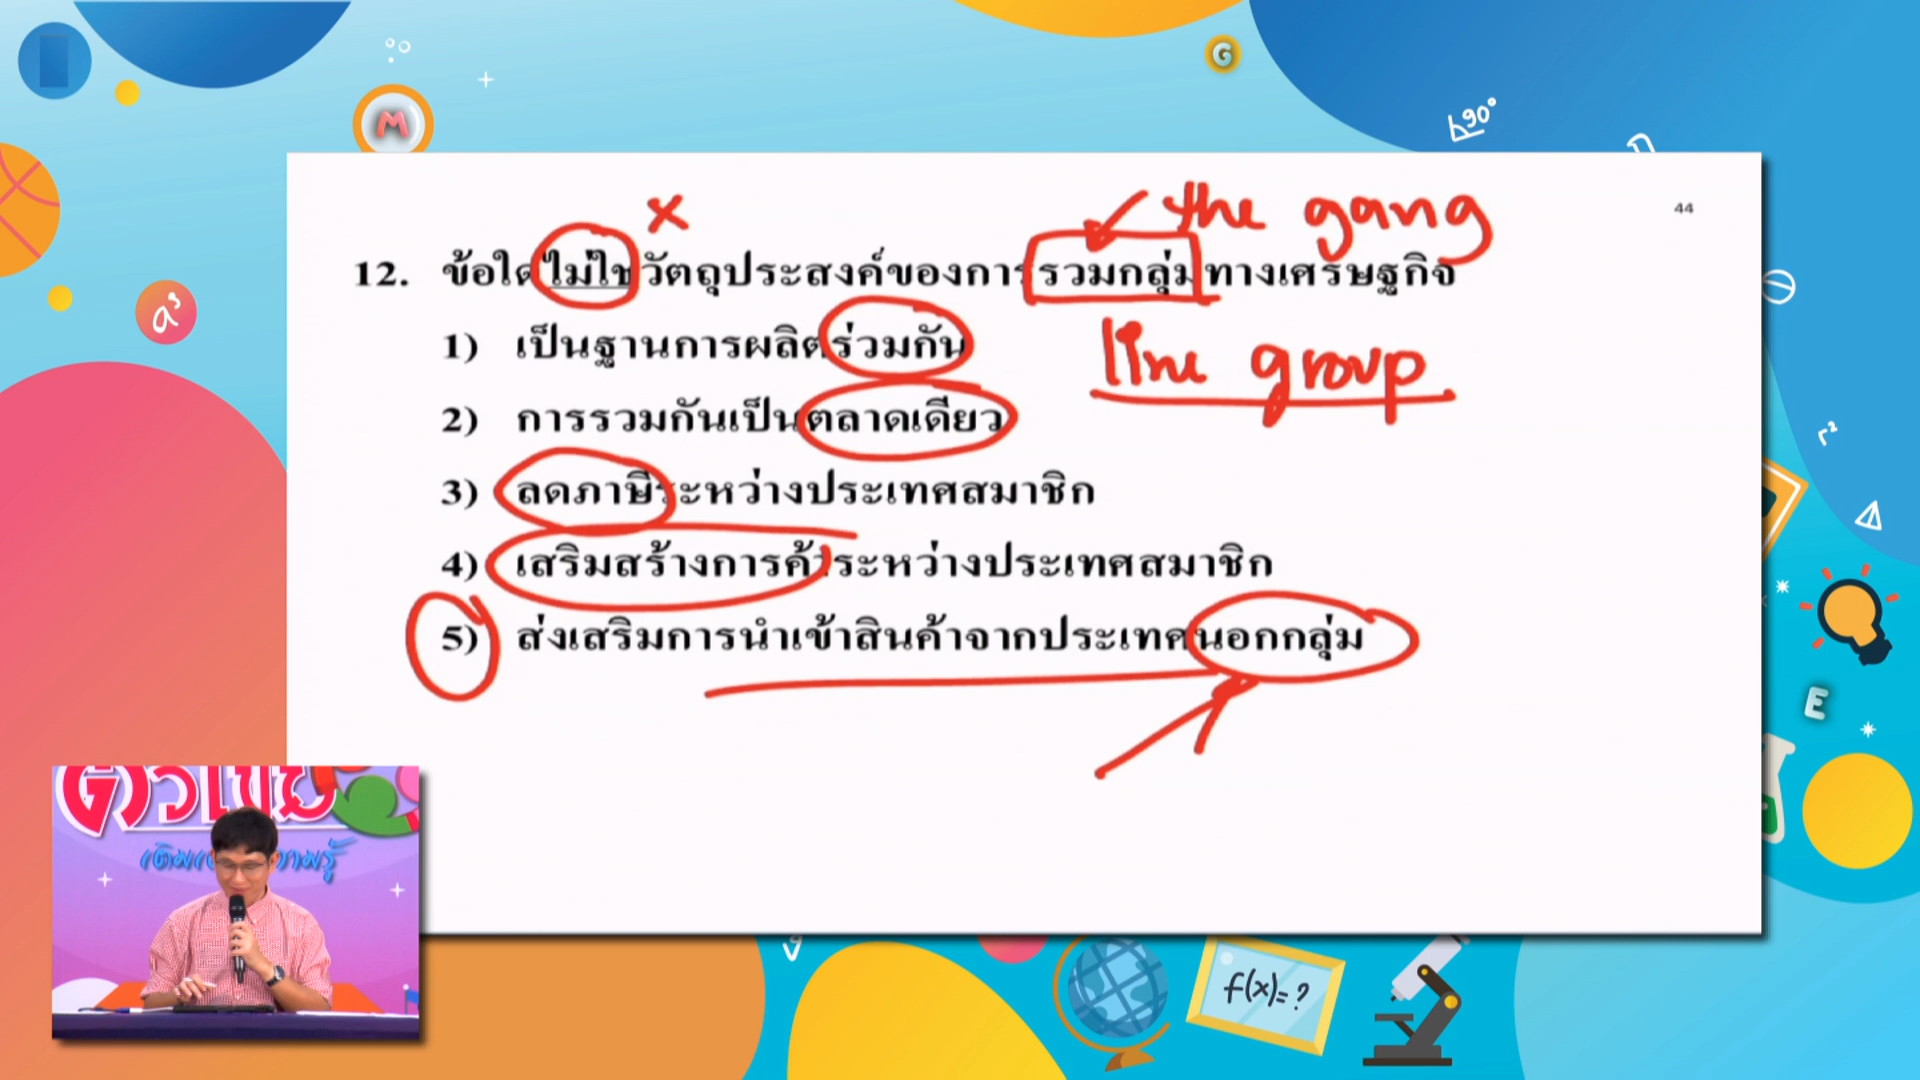 G
M
90°
44
x
the gang
12. ข้อใดไม่ใช่วัตถุประสงค์ของการรวมกลุ่มทางเศรษฐกิจ
1) เป็นฐานการผลิตร่วมกัน
line group
2) การรวมกันเป็นตลาดเดียว
3) ลดภาษีระหว่างประเทศสมาชิก
4) เสริมสร้างการค้าระหว่างประเทศสมาชิก
5) ส่งเสริมการนำเข้าสินค้าจากประเทศนอกกลุ่ม
a³
r²
E
f(x)=?